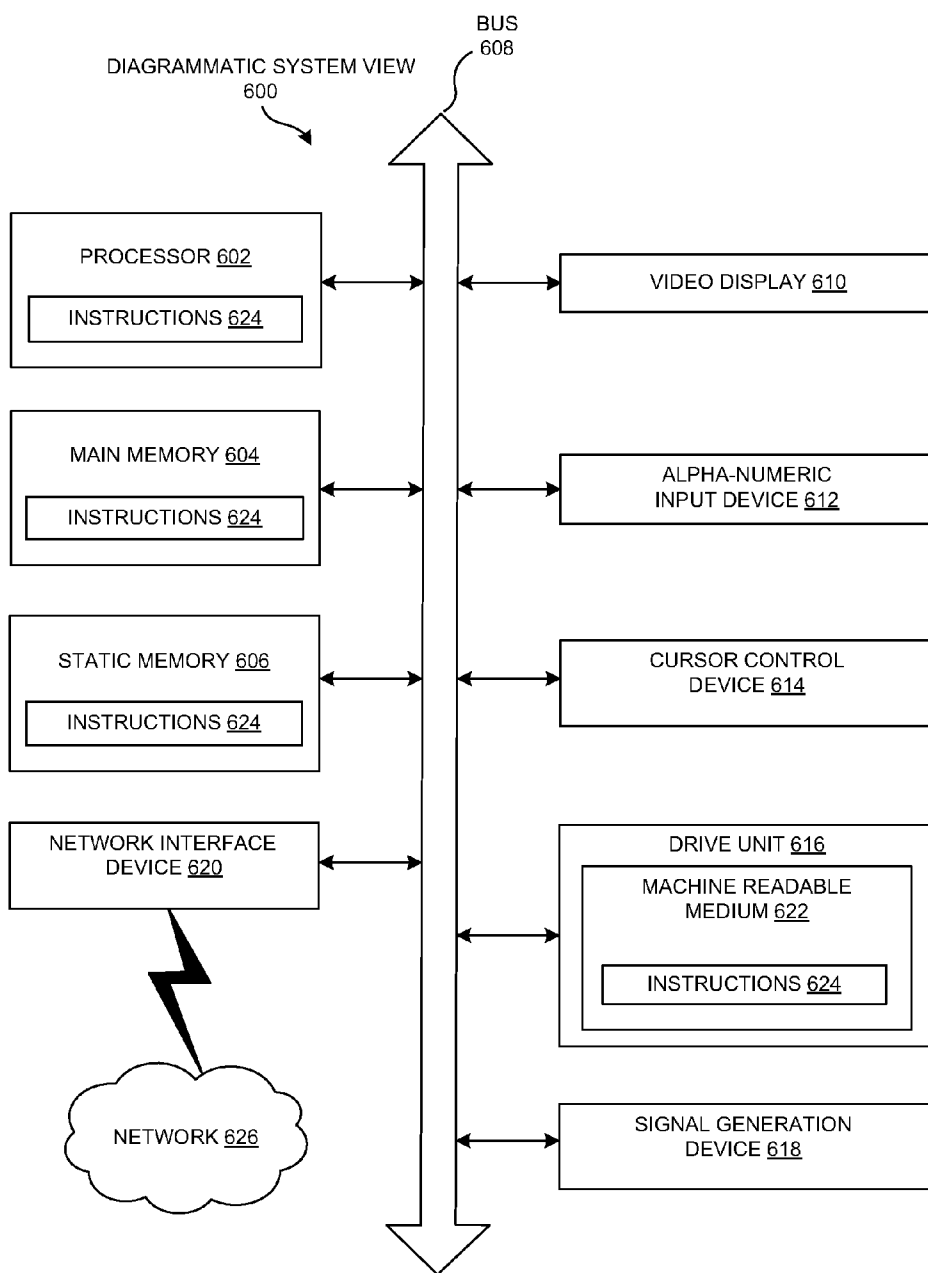 BUS
608
DIAGRAMMATIC SYSTEM VIEW
600
PROCESSOR 602
INSTRUCTIONS 624
VIDEO DISPLAY 610
MAIN MEMORY 604
INSTRUCTIONS 624
ALPHA-NUMERIC
INPUT DEVICE 612
STATIC MEMORY 606
INSTRUCTIONS 624
CURSOR CONTROL
DEVICE 614
NETWORK INTERFACE
DEVICE 620
DRIVE UNIT 616
MACHINE READABLE
MEDIUM 622
INSTRUCTIONS 624
NETWORK 626
SIGNAL GENERATION
DEVICE 618